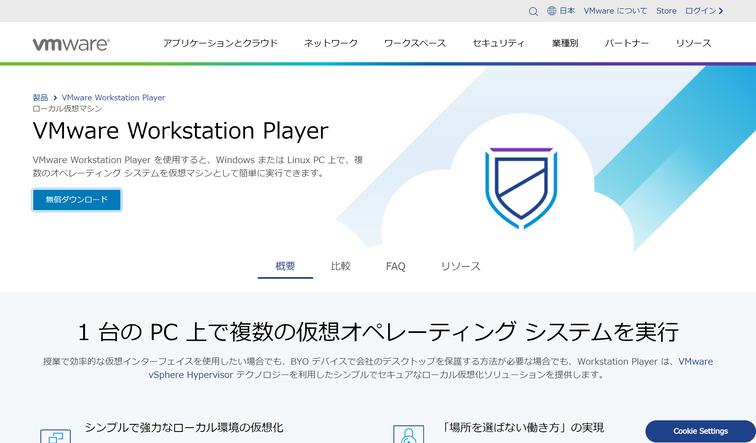 日本 VMware について Store ログイン
vmware
アプリケーションとクラウド ネットワーク ワークスペース セキュリティ 業種別 パートナー リソース
製品 VMware Workstation Player
ローカル仮想マシン
VMware Workstation Player
VMware Workstation Player を使用すると、Windows または Linux PC 上で、複
数のオペレーティング システムを仮想マシンとして簡単に実行できます。
無償ダウンロード
概要 比較 FAQ リソース
1 台の PC 上で複数の仮想オペレーティング システムを実行
授業で効率的な仮想インターフェイスを使用したい場合でも、BYO デバイスで会社のデスクトップを保護する方法が必要な場合でも、Workstation Player は、VMware
vSphere Hypervisor テクノロジーを利用したシンプルでセキュアなローカル仮想化ソリューションを提供します。
シンプルで強力なローカル環境の仮想化
「場所を選ばない働き方」の実現
Cookie Settings